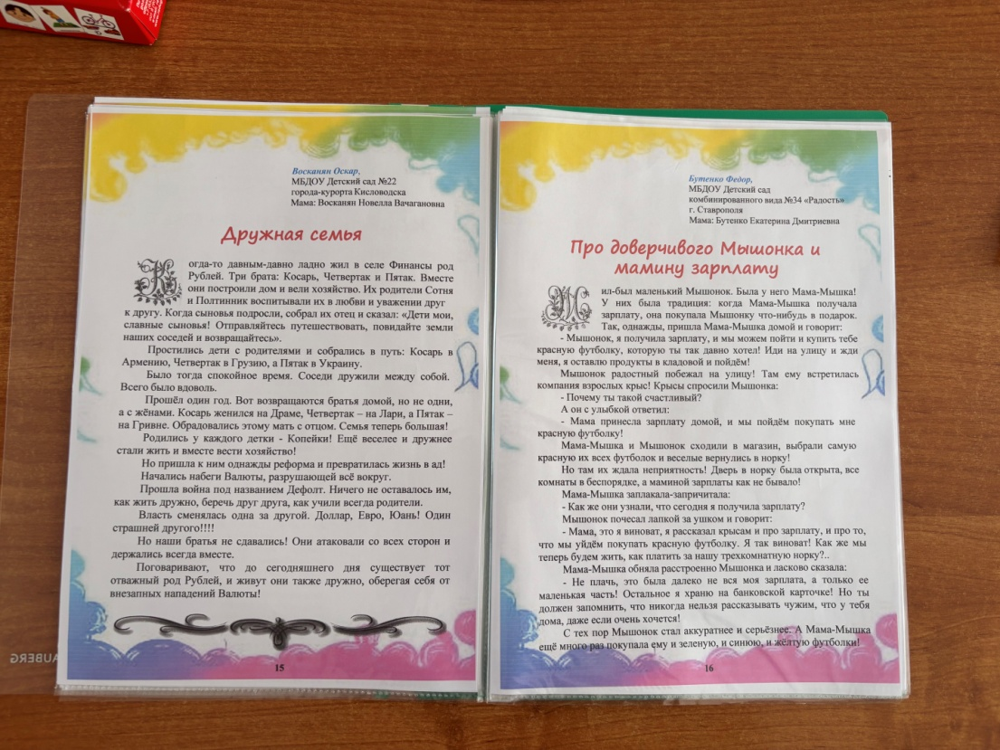 Восканян Оскар,
МБДОУ Детский сад №22
города-курорта Кисловодска
Мама: Восканян Новелла Вачагановна
Дружная семья
Когда-то давным-давно ладно жил в селе Финансы род
Рублей. Три брата: Косарь, Четвертак и Пятак. Вместе
они построили дом и вели хозяйство. Их родители Сотня
и Полтинник воспитывали их в любви и уважении друг
к другу. Когда сыновья подросли, собрал их отец и сказал: «Дети мои,
славные сыновья! Отправляйтесь путешествовать, повидайте земли
наших соседей и возвращайтесь».
Простились дети с родителями и собрались в путь: Косарь в
Армению, Четвертак в Грузию, а Пятак в Украину.
Было тогда спокойное время. Соседи дружили между собой.
Всего было вдоволь.
Прошёл один год. Вот возвращаются братья домой, но не одни,
а с жёнами. Косарь женился на Драме, Четвертак – на Лари, а Пятак –
на Гривне. Обрадовались этому мать с отцом. Семья теперь большая!
Родились у каждого детки - Копейки! Ещё веселее и дружнее
стали жить и вместе вести хозяйство!
Но пришла к ним однажды реформа и превратилась жизнь в ад!
Начались набеги Валюты, разрушающей всё вокруг.
Прошла война под названием Дефолт. Ничего не оставалось им,
как жить дружно, беречь друг друга, как учили всегда родители.
Власть сменялась одна за другой. Доллар, Евро, Юань! Один
страшней другого!!!!
Но наши братья не сдавались! Они атаковали со всех сторон и
держались всегда вместе.
Поговаривают, что до сегодняшнего дня существует тот
отважный род Рублей, и живут они также дружно, оберегая себя от
внезапных нападений Валюты!
15
AUBERG
Бутенко Федор,
МБДОУ Детский сад
комбинированного вида №34 «Радость»
г. Ставрополя
Мама: Бутенко Екатерина Дмитриевна
Про доверчивого Мышонка и
мамину зарплату
Жил-был маленький Мышонок. Была у него Мама-Мышка!
У них была традиция: когда Мама-Мышка получала
зарплату, она покупала Мышонку что-нибудь в подарок.
Так, однажды, пришла Мама-Мышка домой и говорит:
- Мышонок, я получила зарплату, и мы можем пойти и купить тебе
красную футболку, которую ты так давно хотел! Иди на улицу и жди
меня, я оставлю продукты в кладовой и пойдём!
Мышонок радостный побежал на улицу! Там ему встретилась
компания взрослых крыс! Крысы спросили Мышонка:
- Почему ты такой счастливый?
А он с улыбкой ответил:
- Мама принесла зарплату домой, и мы пойдём покупать мне
красную футболку!
Мама-Мышка и Мышонок сходили в магазин, выбрали самую
красную их всех футболок и веселые вернулись в норку!
Но там их ждала неприятность! Дверь в норку была открыта, все
комнаты в беспорядке, а маминой зарплаты как не бывало!
Мама-Мышка заплакала-запричитала:
- Как же они узнали, что сегодня я получила зарплату?
Мышонок почесал лапкой за ушком и говорит:
- Мама, это я виноват, я рассказал крысам и про зарплату, и про то,
что мы уйдём покупать красную футболку. Я так виноват! Как же мы
теперь будем жить, как платить за нашу трехкомнатную норку?..
Мама-Мышка обняла расстроенно Мышонка и ласково сказала:
- Не плачь, это была далеко не вся моя зарплата, а только ее
маленькая часть! Остальное я храню на банковской карточке! Но ты
должен запомнить, что никогда нельзя рассказывать чужим, что у тебя
дома, даже если очень хочется!
С тех пор Мышонок стал аккуратнее и серьёзнее. А Мама-Мышка
ещё много раз покупала ему и зеленую, и синюю, и жёлтую футболки!
16